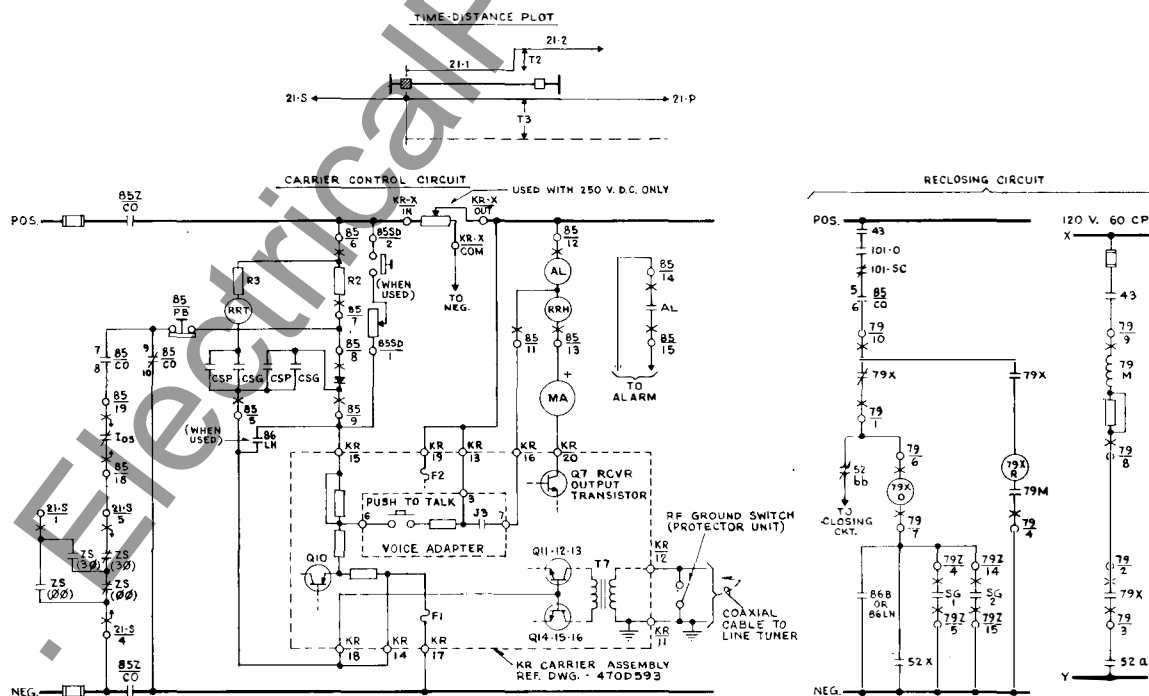 TIME-DISTANCE PLOT
21-2
21-1
T2
21-S
21-P
T3
CARRIER CONTROL CIRCUIT
USED WITH 250 V. D.C. ONLY
RECLOSING CIRCUIT
POS.
85Z
CO
85
6
85SD
2
KR-X
IN
KR-X
OUT
KR-X
COM
TO
NEG.
85
12
AL
RRH
85
13
85
14
AL
85
15
TO
ALARM
R3
RRT
R2
(WHEN
USED)
85
7
85
8
85SD
1
85
PB
7
8
85
CO
9
10
85
CO
CSP
CSG
CSP
CSG
85
5
85
9
85
11
MA
+
85
19
IOS
85
18
(WHEN
USED)
86
LN
KR
15
KR
19
KR
13
KR
16
KR
20
F2
Q7 RCVR
OUTPUT
TRANSISTOR
PUSH TO TALK
6
3
J3
7
VOICE ADAPTER
RF GROUND SWITCH
(PROTECTOR UNIT)
21-S
1
21-S
5
ZS
(3Ø)
ZS
(3Ø)
ZS
(ØØ)
ZS
(ØØ)
21-S
4
Q10
Q11-12-13
T7
KR
12
F1
Q14-15-16
KR
11
COAXIAL
CABLE TO
LINE TUNER
KR
18
KR
14
KR
17
KR CARRIER ASSEMBLY
REF. DWG. - 470D593
NEG.
85Z
CO
POS.
43
101-O
101-SC
5
6
85
CO
79
10
79X
79X
79
1
52
bb
TO
CLOSING
CKT.
79
6
79X
O
79
7
79X
R
79M
79
4
86B
OR
86LN
79Z
4
SG
1
79Z
5
79Z
14
SG
2
79Z
15
52X
NEG.
120 V. 60 CP
X
43
79
9
79
M
79
8
79
2
79X
79
3
52a
Y